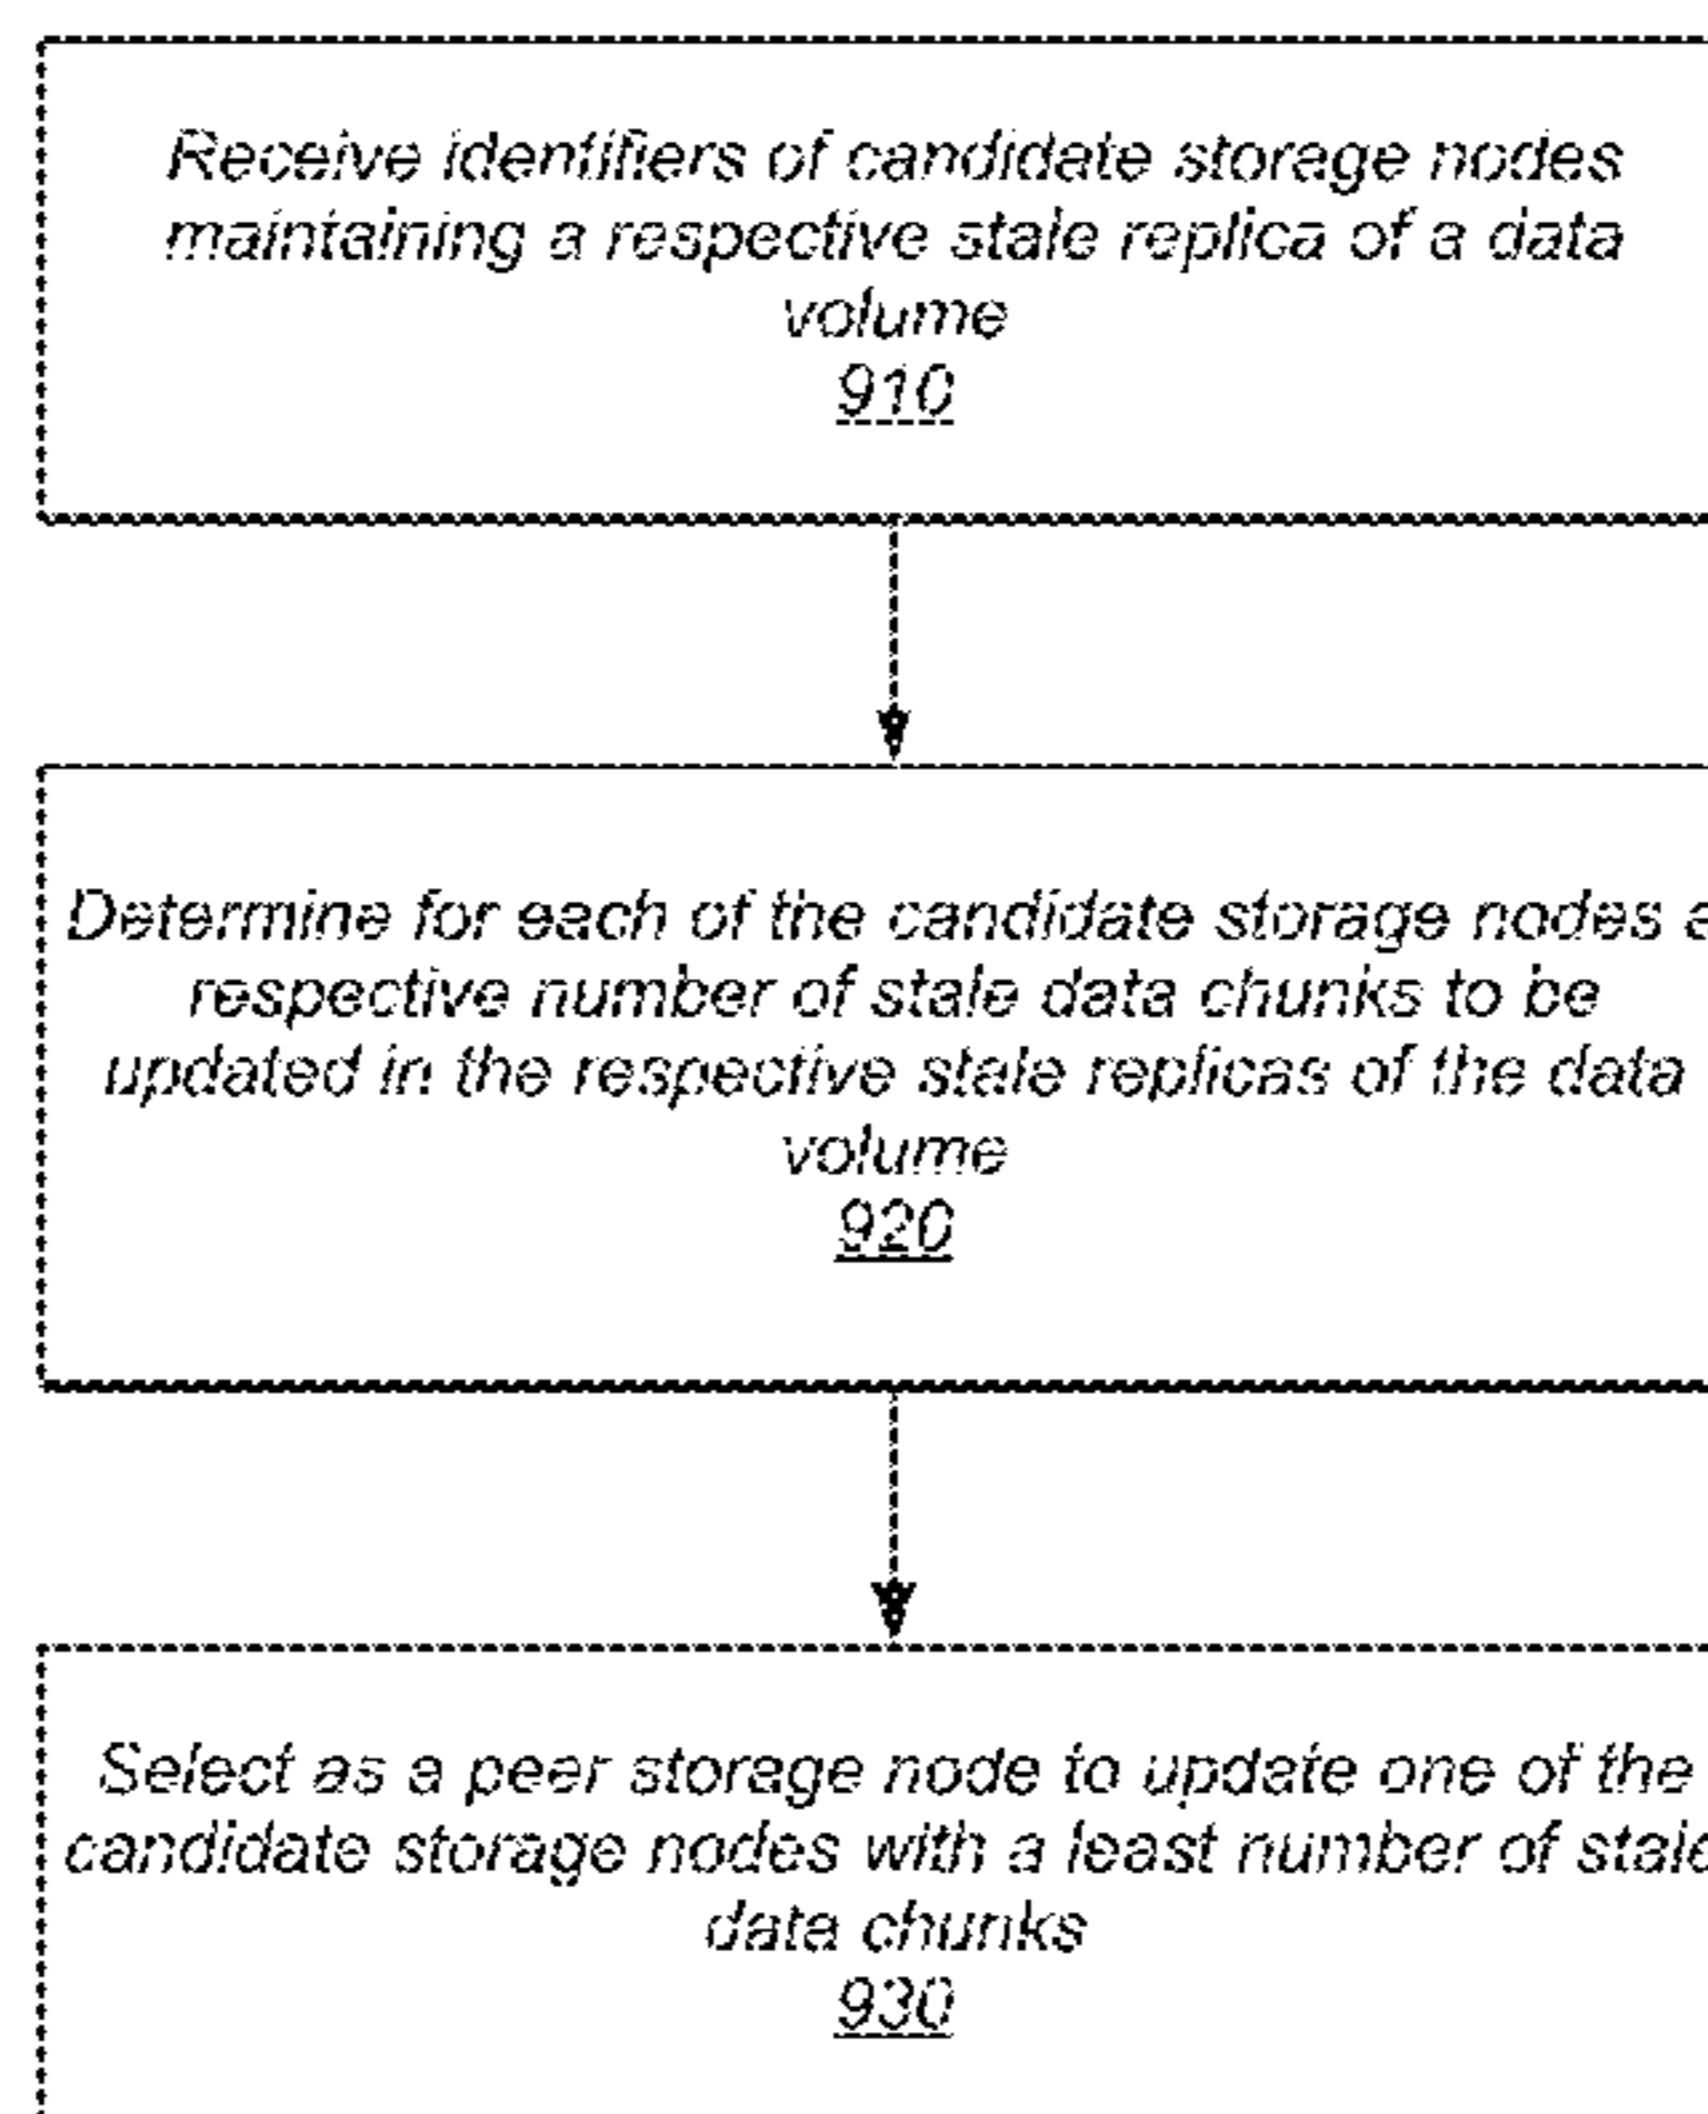 Receive identifiers of candidate storage nodes
maintaining a respective stale replica of a data
volume
910
Determine for each of the candidate storage nodes a
respective number of stale data chunks to be
updated in the respective stale replicas of the data
volume
920
Select as a peer storage node to update one of the
candidate storage nodes with a least number of stale
data chunks
930